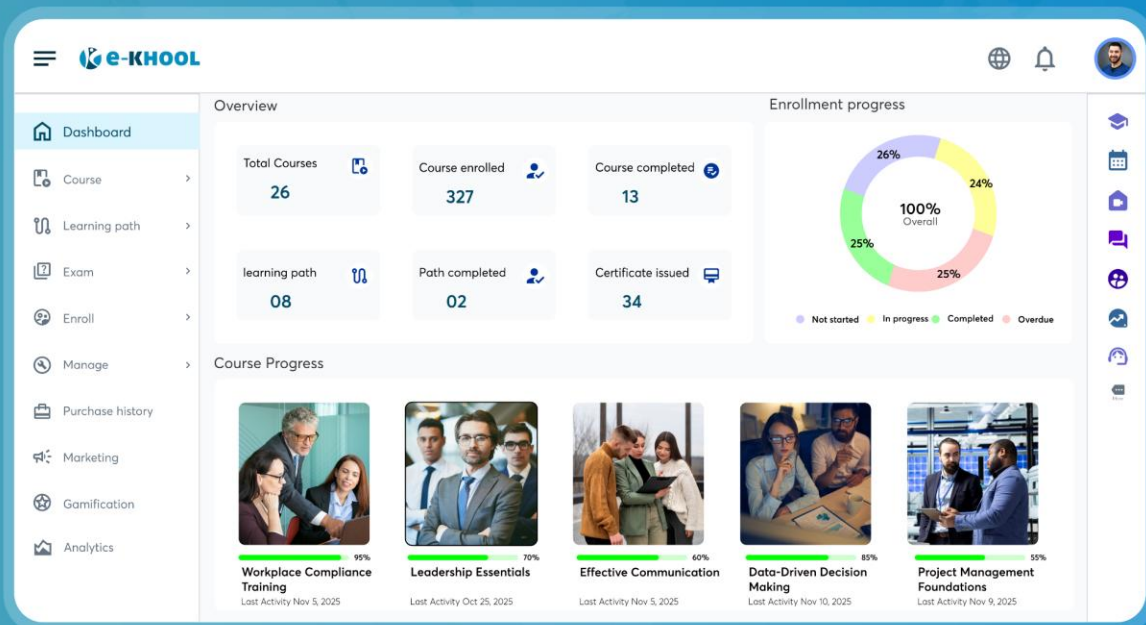 e-KHOOL
Dashboard
Course
Learning path
Exam
Enroll
Manage
Purchase history
Marketing
Gamification
Analytics
Overview
Total Courses
26
Course enrolled
327
Course completed
13
learning path
08
Path completed
02
Certificate issued
34
Enrollment progress
26%
24%
100%
Overall
25%
25%
Not started In progress Completed Overdue
Course Progress
95%
Workplace Compliance
Training
Last Activity Nov 5, 2025
70%
Leadership Essentials
Last Activity Oct 25, 2025
60%
Effective Communication
Last Activity Nov 5, 2025
85%
Data-Driven Decision
Making
Last Activity Nov 10, 2025
55%
Project Management
Foundations
Last Activity Nov 9, 2025